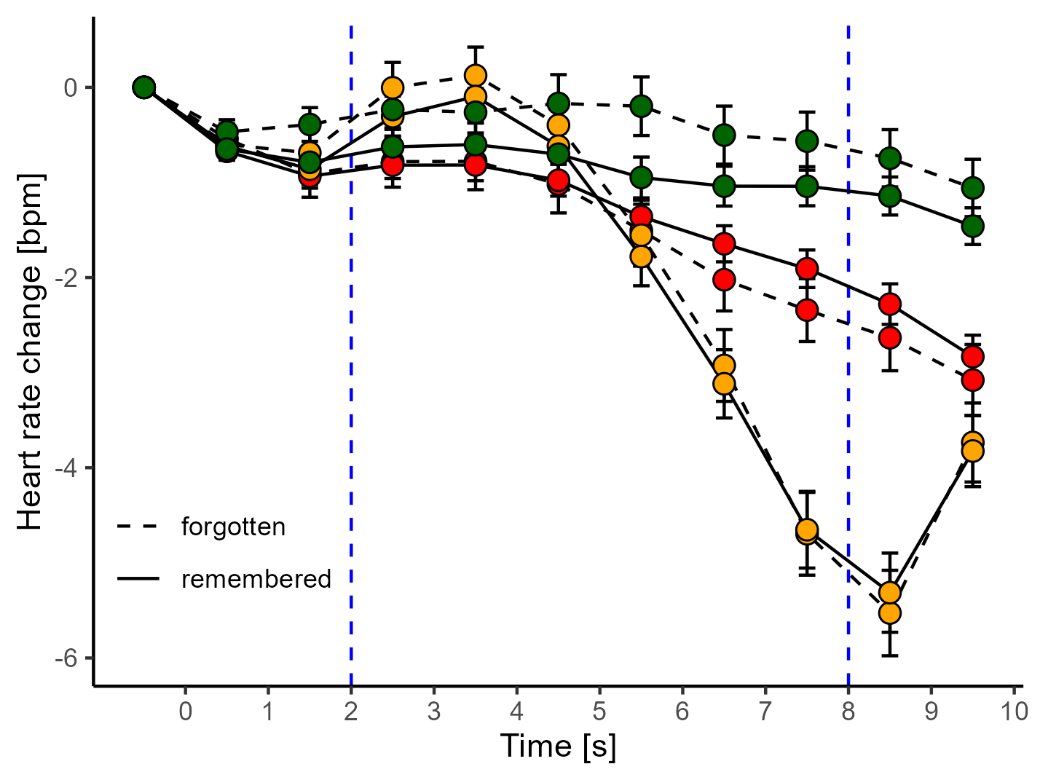 Heart rate change [bpm]
0
-2
-4
-6
forgotten
remembered
0 1 2 3 4 5 6 7 8 9 10
Time [s]